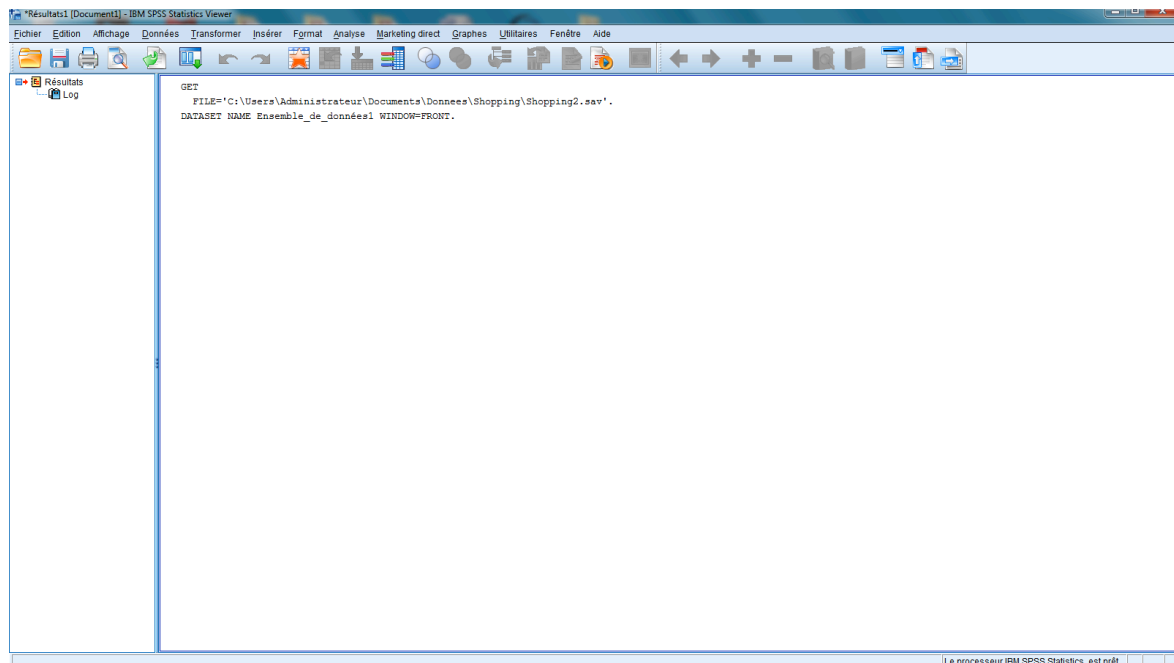 *Résultats1 [Document1] - IBM SPSS Statistics Viewer
Fichier Edition Affichage Données Transformer Insérer Format Analyse Marketing direct Graphes Utilitaires Fenêtre Aide
Résultats
Log
GET
FILE='C:\Users\Administrateur\Documents\Donnees\Shopping\Shopping2.sav'.
DATASET NAME Ensemble_de_données1 WINDOW=FRONT.
Le processeur IBM SPSS Statistics est prêt